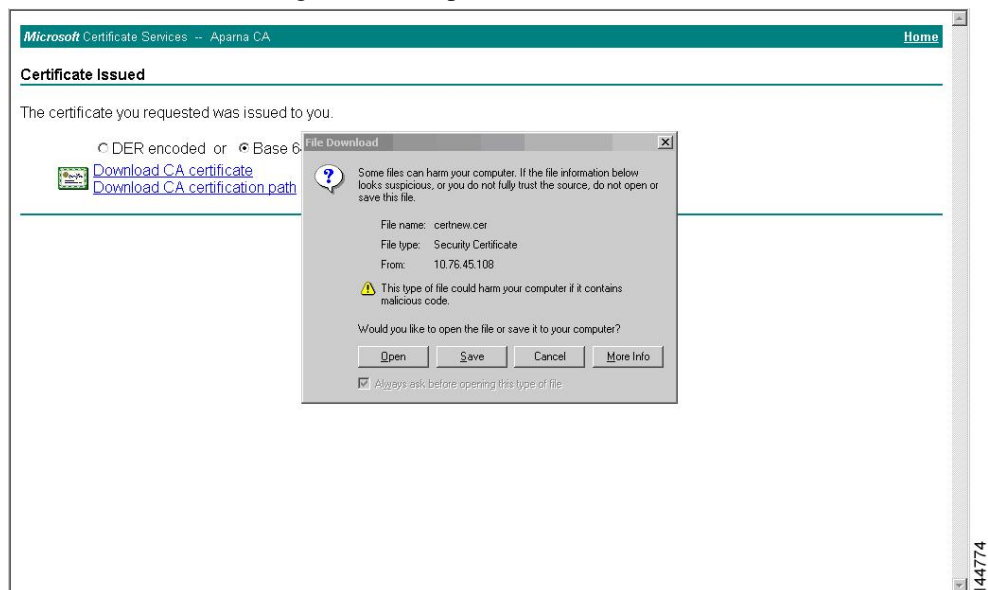 Microsoft Certificate Services -- Aparna CA Home
Certificate Issued
The certificate you requested was issued to you.
DER encoded or Base 6
Download CA certificate
Download CA certification path
File Download
Some files can harm your computer. If the file information below
looks suspicious, or you do not fully trust the source, do not open or
save this file.
File name: certnew.cer
File type: Security Certificate
From: 10.76.45.108
This type of file could harm your computer if it contains
malicious code.
Would you like to open the file or save it to your computer?
Open Save Cancel More Info
Always ask before opening this type of file
144774